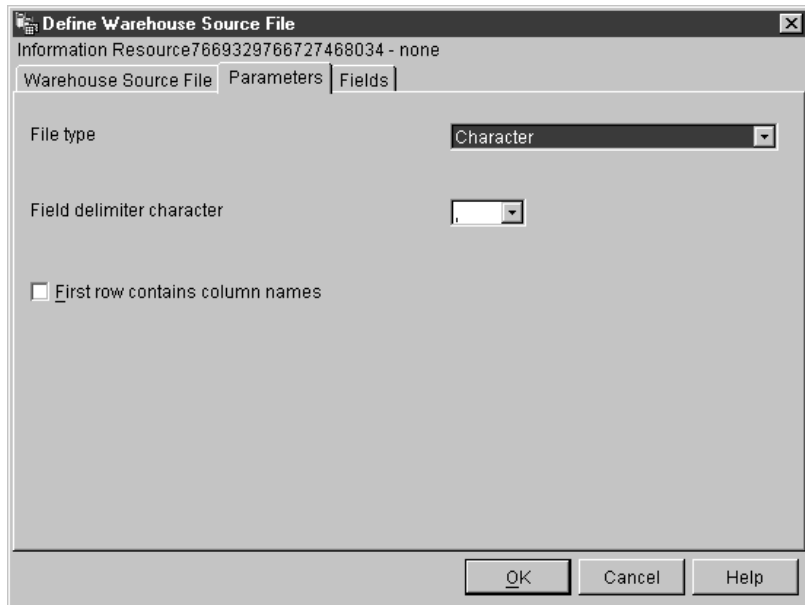 Define Warehouse Source File
Information Resource7669329766727468034 - none
Warehouse Source File Parameters Fields
File type Character
Field delimiter character ,
First row contains column names
OK Cancel Help